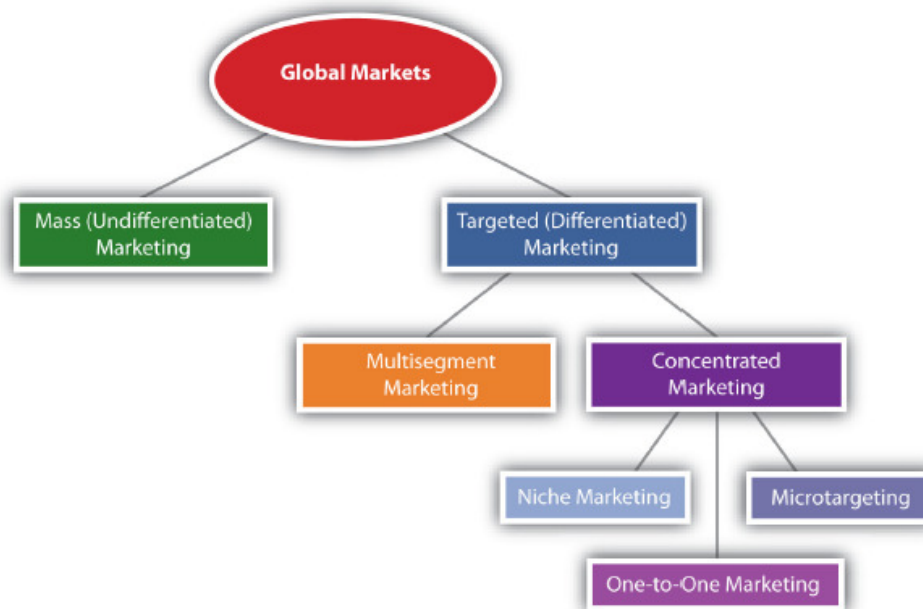 Global Markets
Mass (Undifferentiated)
Marketing
Targeted (Differentiated)
Marketing
Multisegment
Marketing
Concentrated
Marketing
Niche Marketing
Microtargeting
One-to-One Marketing